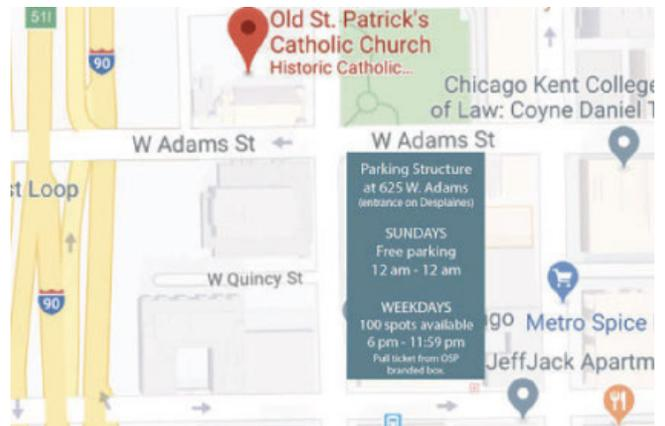 51I
90
Old St. Patrick's
Catholic Church
Historic Catholic...
Chicago Kent College
of Law: Coyne Daniel T
W Adams St
W Adams St
st Loop
Parking Structure
at 625 W. Adams
(entrance on Desplaines)
SUNDAYS
Free parking
12 am - 12 am
WEEKDAYS
100 spots available
6 pm - 11:59 pm
Pull ticket from OSP
branded box.
W Quincy St
90
ago
Metro Spice
JeffJack Apartm